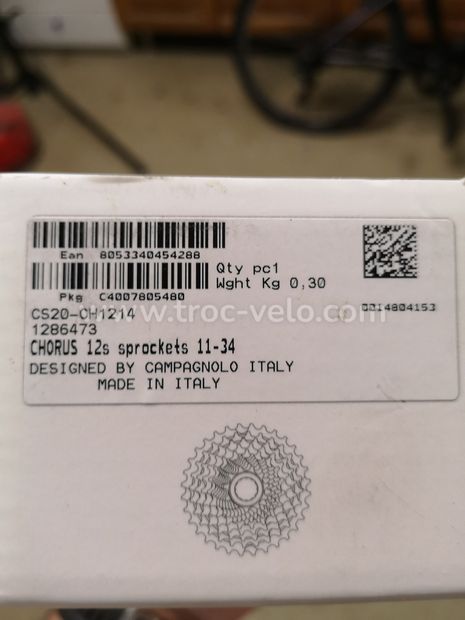 Ean 8053340454288
Qty pc1
Wght Kg 0,30
Pkg C4007805480
0014804153
CS20-CH1214
www.troc-velo.com
1286473
CHORUS 12s sprockets 11-34
DESIGNED BY CAMPAGNOLO ITALY
MADE IN ITALY